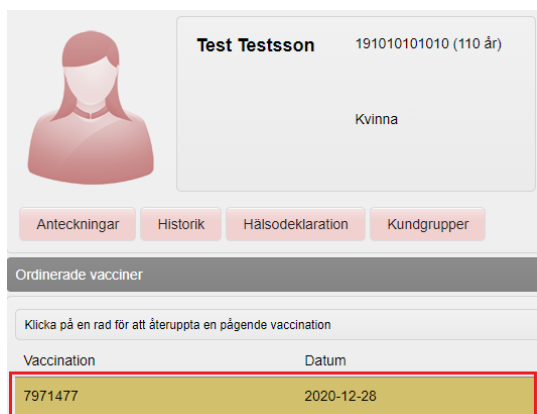 Test Testsson 191010101010 (110 år)
Kvinna
Anteckningar Historik Hälsodeklaration Kundgrupper
Ordinerade vacciner
Klicka på en rad för att återuppta en pågende vaccination
Vaccination Datum
7971477 2020-12-28